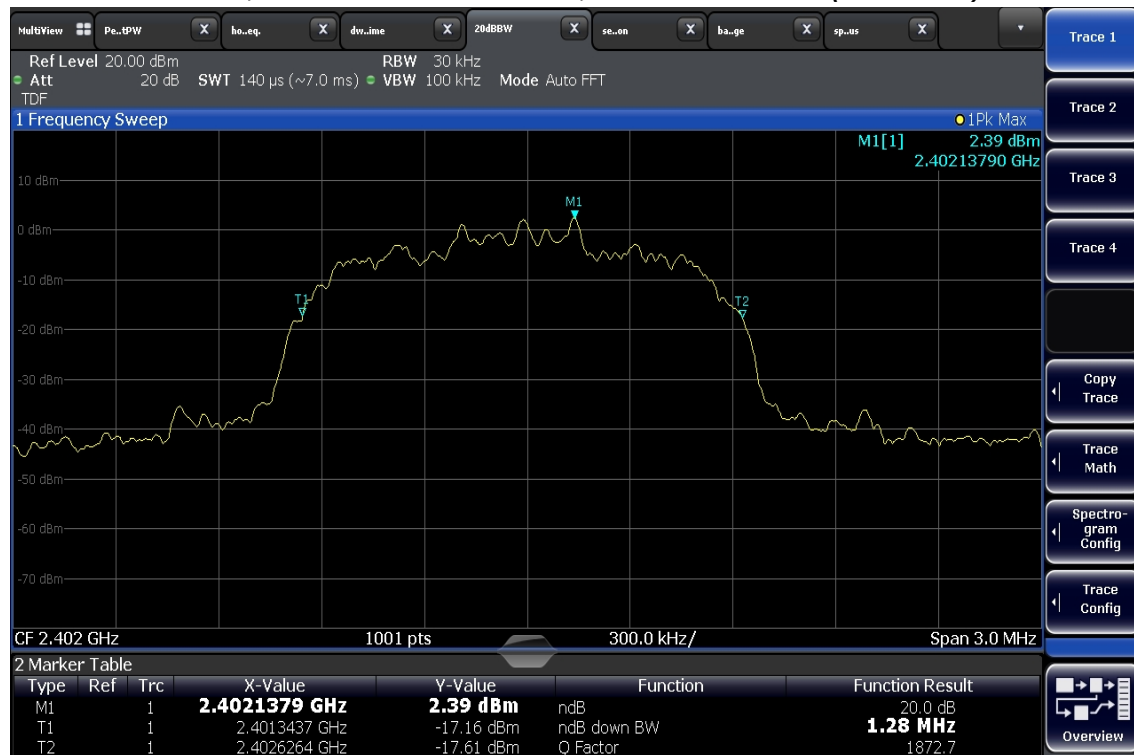 MultiView Pe..tPW X ho..eq. X dw..ime X 20dBBW X se..on X ba..ge X sp..us X
Trace 1
Ref Level 20.00 dBm RBW 30 kHz
Att 20 dB SWT 140 µs (~7.0 ms) VBW 100 kHz Mode Auto FFT
TDF
1 Frequency Sweep 1Pk Max
Trace 2
M1[1] 2.39 dBm
2.40213790 GHz
10 dBm
Trace 3
M1
0 dBm
Trace 4
-10 dBm
T1
T2
-20 dBm
-30 dBm
Copy
Trace
-40 dBm
Trace
Math
-50 dBm
Spectro-
gram
Config
-60 dBm
-70 dBm
Trace
Config
CF 2.402 GHz 1001 pts 300.0 kHz/ Span 3.0 MHz
2 Marker Table
Type Ref Trc X-Value Y-Value Function Function Result
M1 1 2.4021379 GHz 2.39 dBm ndB 20.0 dB
T1 1 2.4013437 GHz -17.16 dBm ndB down BW 1.28 MHz
T2 1 2.4026264 GHz -17.61 dBm Q Factor 1872.7
Overview